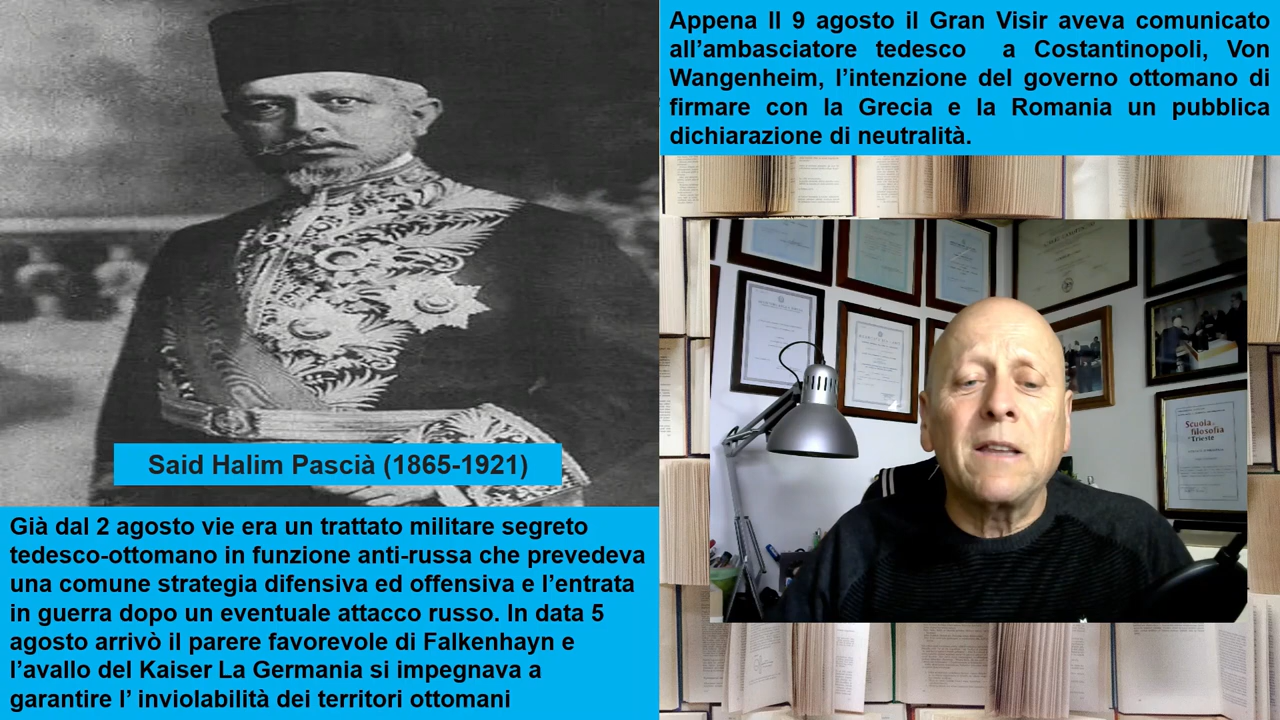 Appena Il 9 agosto il Gran Visir aveva comunicato
all’ambasciatore tedesco a Costantinopoli, Von
Wangenheim, l’intenzione del governo ottomano di
firmare con la Grecia e la Romania un pubblica
dichiarazione di neutralità.
Said Halim Pascià (1865-1921)
Già dal 2 agosto vie era un trattato militare segreto
tedesco-ottomano in funzione anti-russa che prevedeva
una comune strategia difensiva ed offensiva e l’entrata
in guerra dopo un eventuale attacco russo. In data 5
agosto arrivò il parere favorevole di Falkenhayn e
l’avallo del Kaiser La Germania si impegnava a
garantire l’ inviolabilità dei territori ottomani
Scuola di
filosofia
Trieste